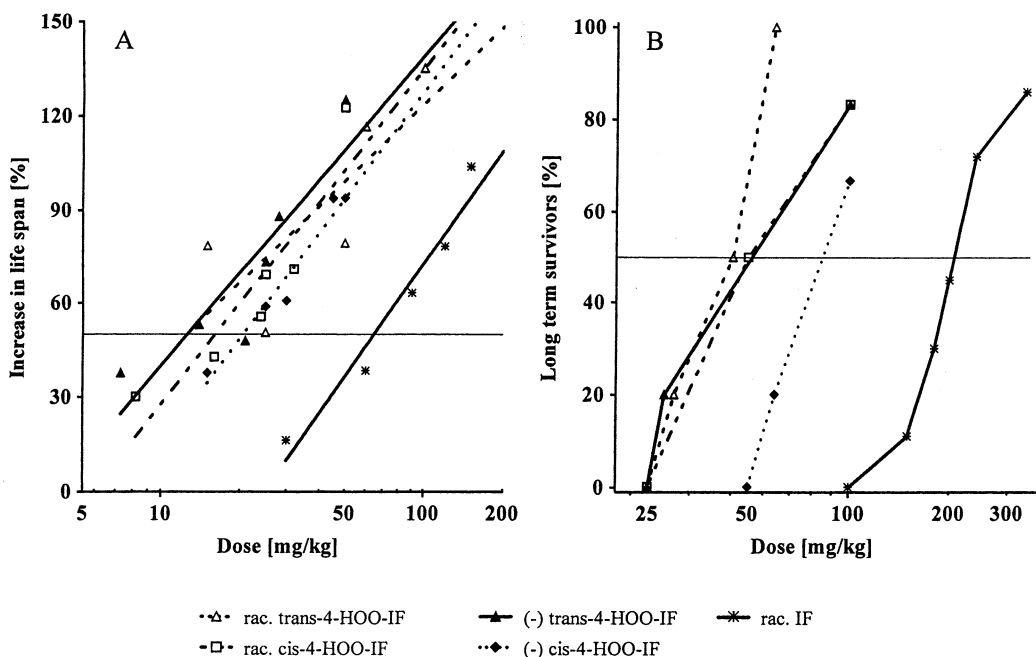 A
B
Increase in life span [%]
150
120
90
60
30
0
5
10
50
100
200
Dose [mg/kg]
Long term survivors [%]
100
80
60
40
20
0
25
50
100
200
300
Dose [mg/kg]
rac. trans-4-HOO-IF
(-) trans-4-HOO-IF
rac. IF
rac. cis-4-HOO-IF
(-) cis-4-HOO-IF